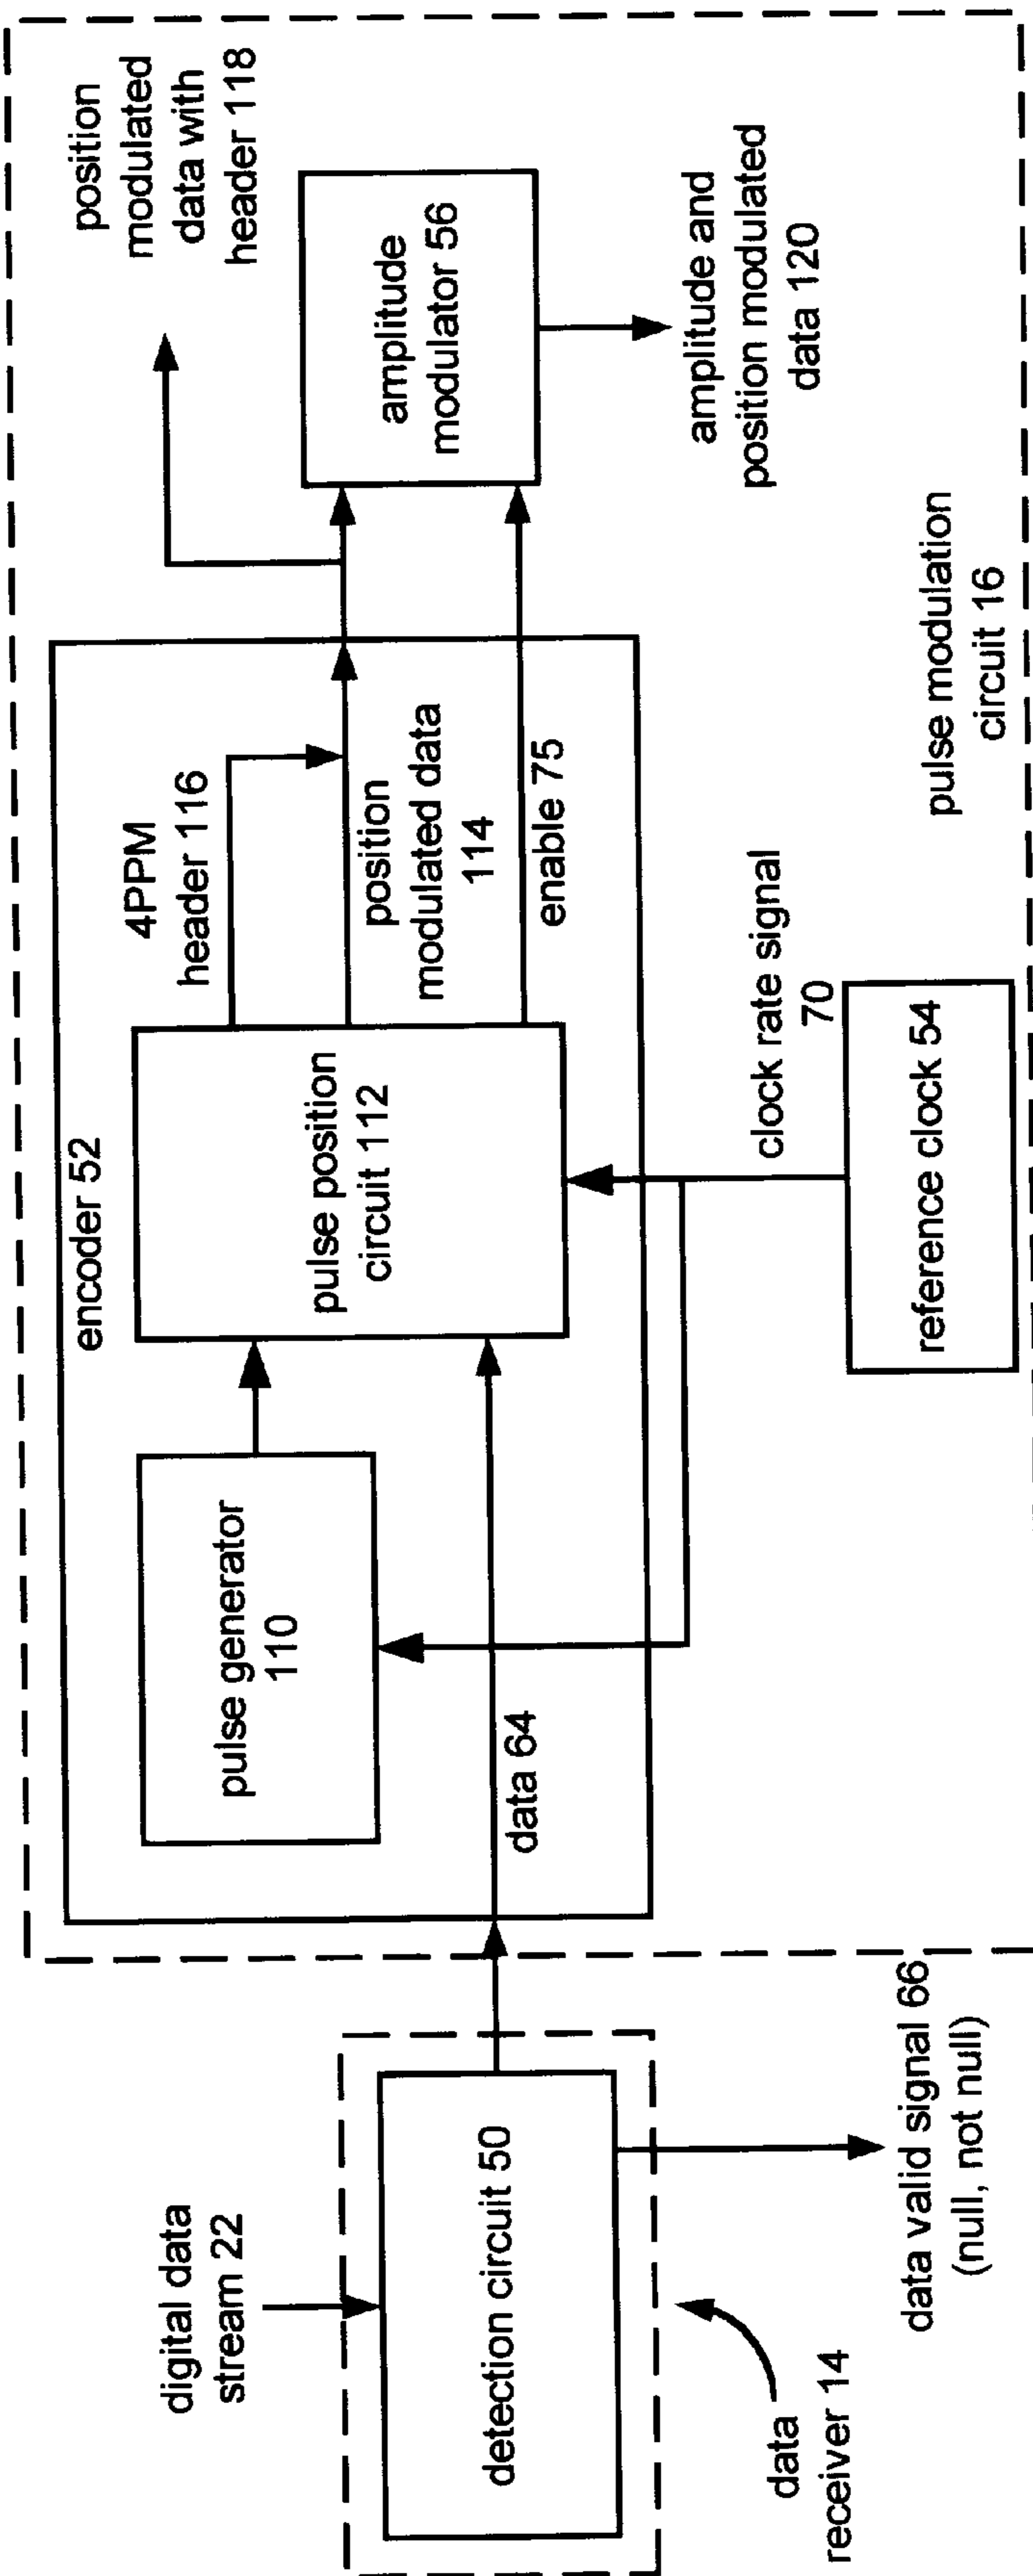 digital data
stream 22
detection circuit 50
data
receiver 14
data valid signal 66
(null, not null)
encoder 52
pulse generator
110
data 64
pulse position
circuit 112
4PPM
header 116
position
modulated data
114
enable 75
clock rate signal
70
reference clock 54
pulse modulation
circuit 16
position
modulated
data with
header 118
amplitude
modulator 56
amplitude and
position modulated
data 120